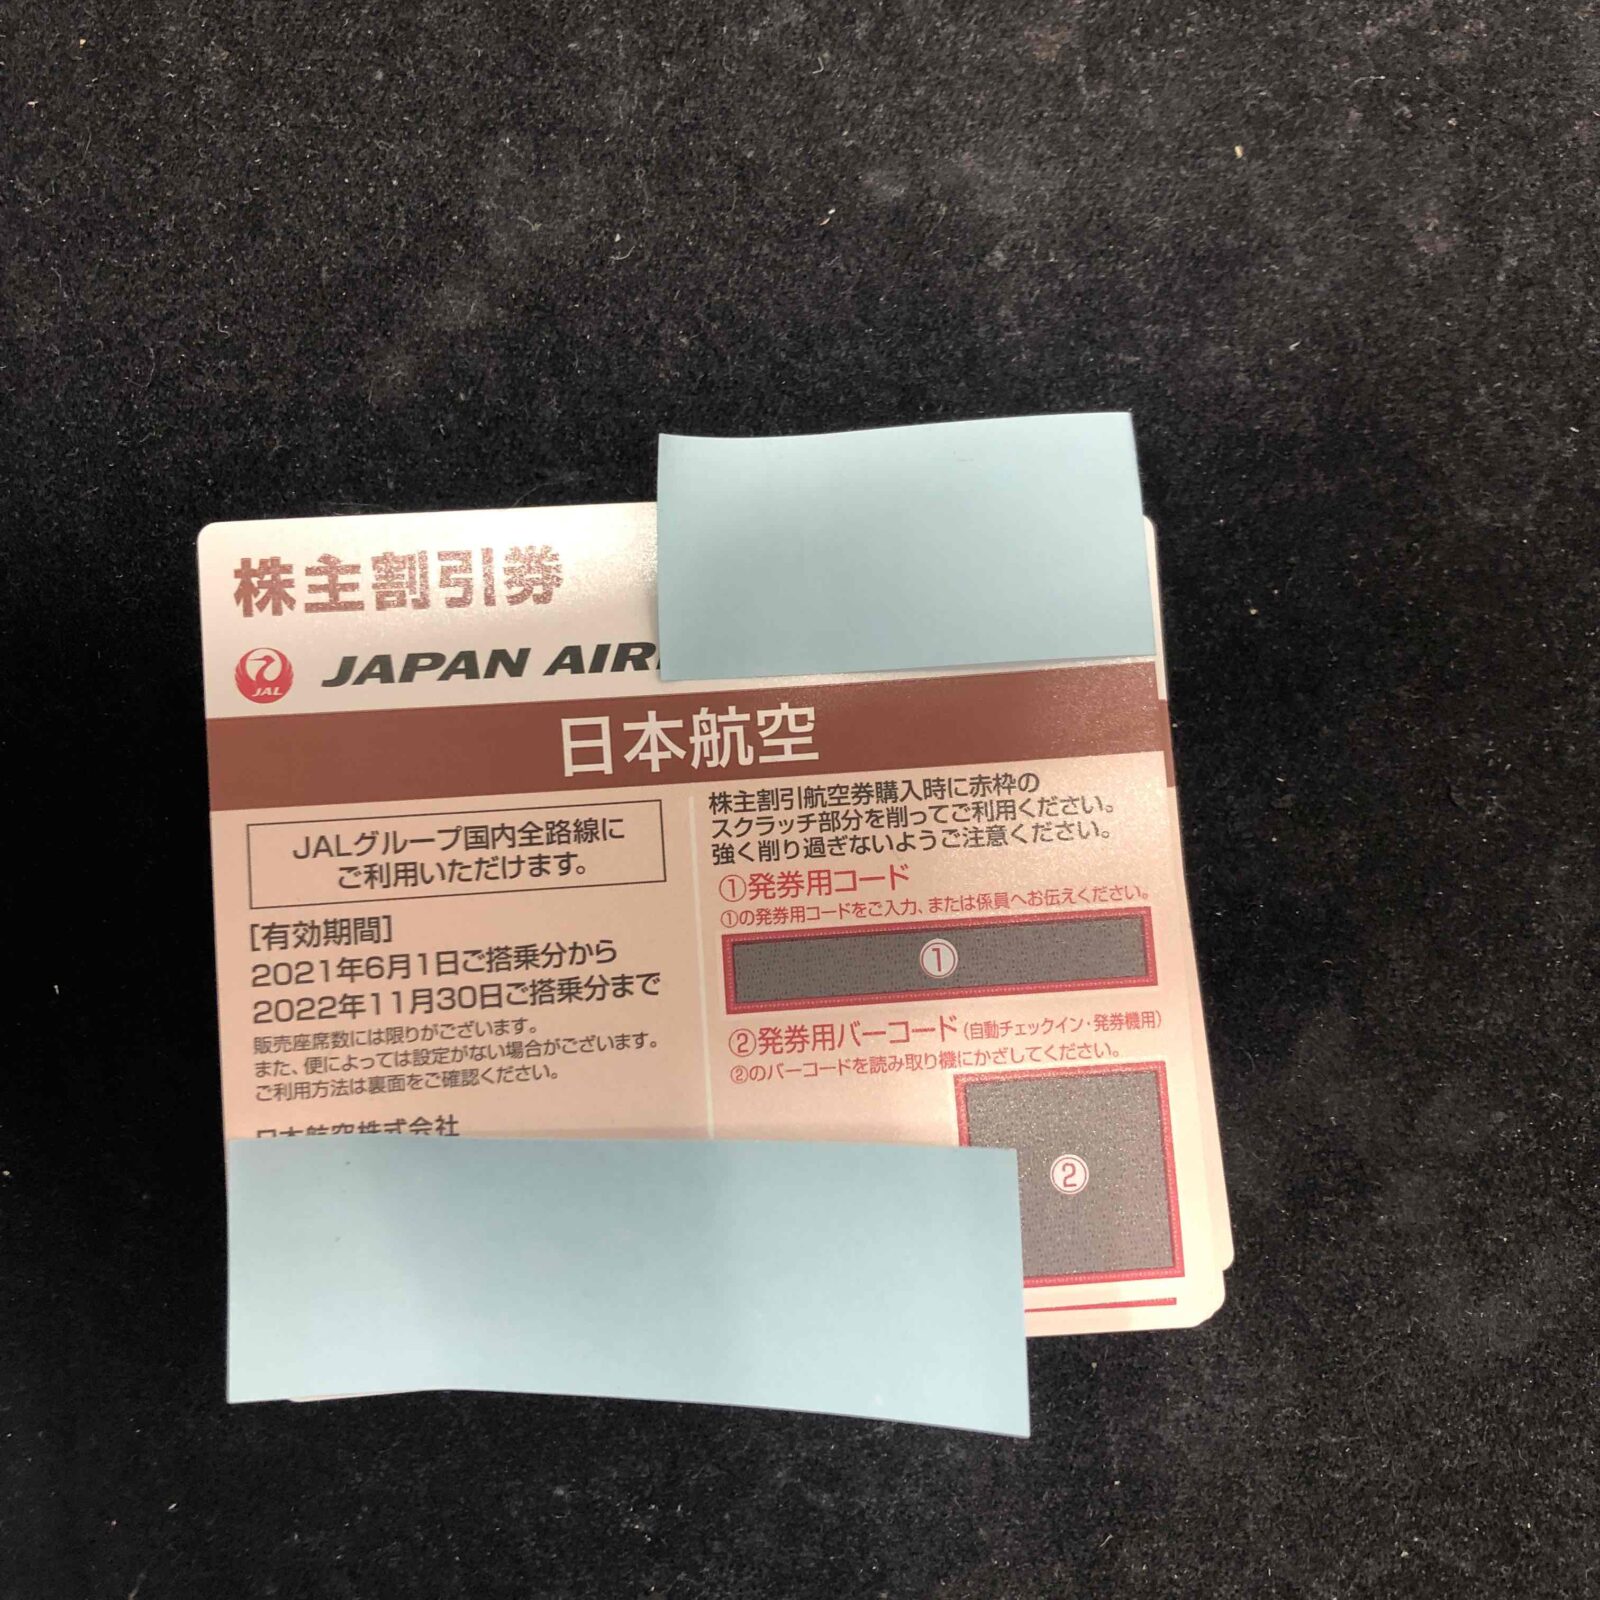 株主割引券
JAL
JAPAN
日本航空
JALグループ国内全路線に
ご利用いただけます。
[有効期間]
2021年6月1日ご搭乗分から
2022年11月30日ご搭乗分まで
販売座席数には限りがございます。
また、便によっては設定がない場合がございます。
ご利用方法は裏面をご確認ください。
日本航空株式会社
株主割引航空券購入時に赤枠の
スクラッチ部分を削ってご利用ください。
強く削り過ぎないようご注意ください。
①発券用コード
①の発券用コードをご入力、または係員へお伝えください。
①
②発券用バーコード(自動チェックイン・発券機用)
②のバーコードを読み取り機にかざしてください。
②